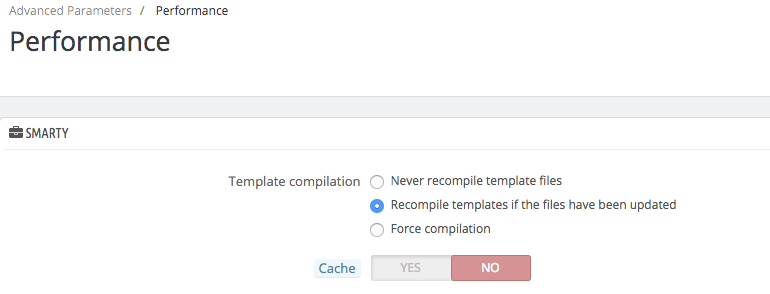 Advanced Parameters / Performance
Performance
SMARTY
Template compilation Never recompile template files
Recompile templates if the files have been updated
Force compilation
Cache YES NO